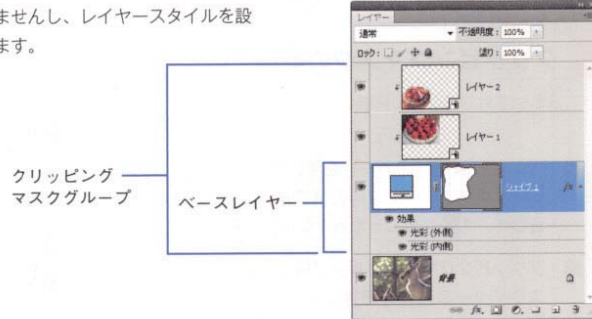 ませんし、レイヤースタイルを設
ます。
クリッピング
マスクグループ
ベースレイヤー
レイヤー
通常 不透明度: 100%
ロック: 塗り: 100%
レイヤー 2
レイヤー 1
シェイプ 1 fx
効果
光彩 (外側)
光彩 (内側)
背景
fx.